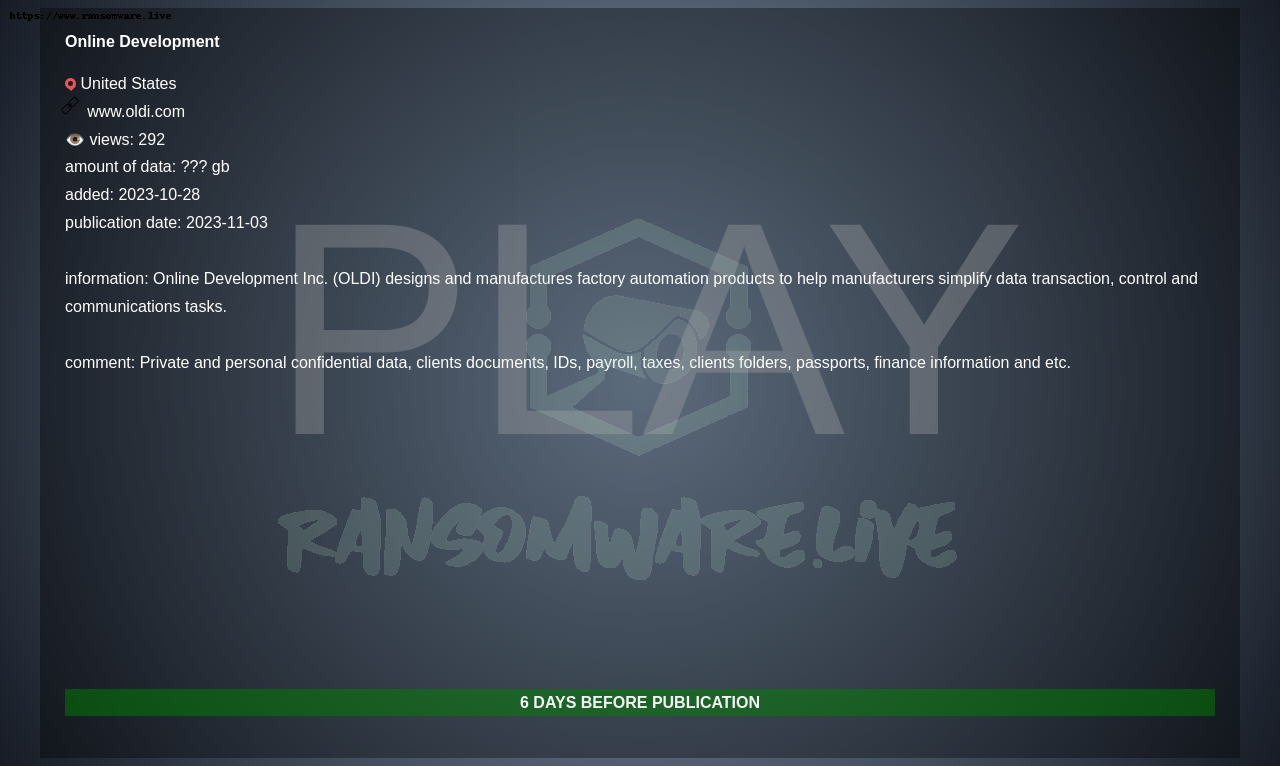 https://www.ransomware.live
Online Development
United States
www.oldi.com
views: 292
amount of data: ??? gb
added: 2023-10-28
publication date: 2023-11-03
information: Online Development Inc. (OLDI) designs and manufactures factory automation products to help manufacturers simplify data transaction, control and
communications tasks.
comment: Private and personal confidential data, clients documents, IDs, payroll, taxes, clients folders, passports, finance information and etc.
PLAY
RANSOMWARE.LIVE
6 DAYS BEFORE PUBLICATION